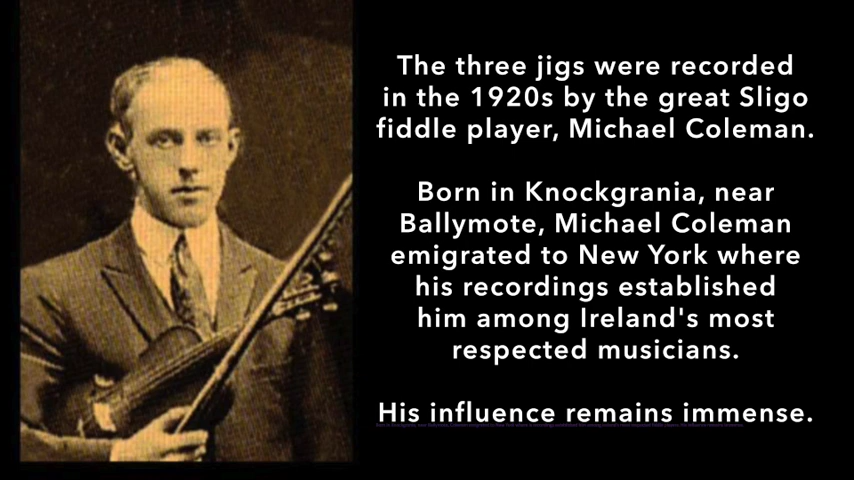 The three jigs were recorded
in the 1920s by the great Sligo
fiddle player, Michael Coleman.
Born in Knockgrania, near
Ballymote, Michael Coleman
emigrated to New York where
his recordings established
him among Ireland's most
respected musicians.
His influence remains immense.